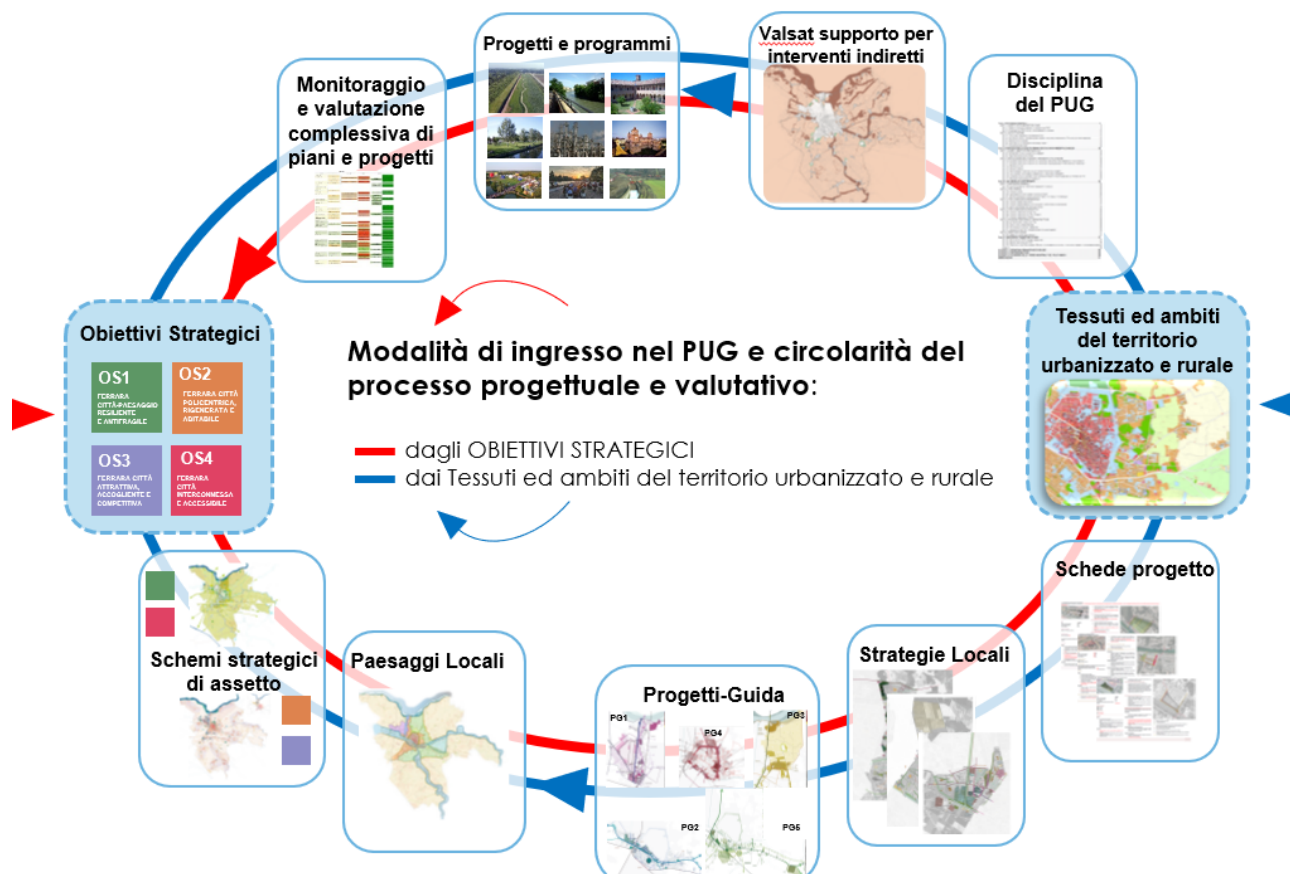 Progetti e programmi
Valsat supporto per
interventi indiretti
Monitoraggio
e valutazione
complessiva di
piani e progetti
Disciplina
del PUG
Obiettivi Strategici
OS1
FERRARA
CITTÀ-PAESAGGIO
RESILIENTE
E ANTIFRAGILE
OS2
FERRARA CITTÀ
POLICENTRICA,
RIGENERATA E
ABITABILE
OS3
FERRARA CITTÀ
ATTRATTIVA,
ACCOGLIENTE E
COMPETITIVA
OS4
FERRARA
CITTÀ
INTERCONNESSA
E ACCESSIBILE
Modalità di ingresso nel PUG e circolarità del
processo progettuale e valutativo:
dagli OBIETTIVI STRATEGICI
dai Tessuti ed ambiti del territorio urbanizzato e rurale
Tessuti ed ambiti
del territorio
urbanizzato e rurale
Schemi strategici
di assetto
Paesaggi Locali
Progetti-Guida
PG1
PG4
PG3
PG2
PG5
Strategie Locali
Schede progetto